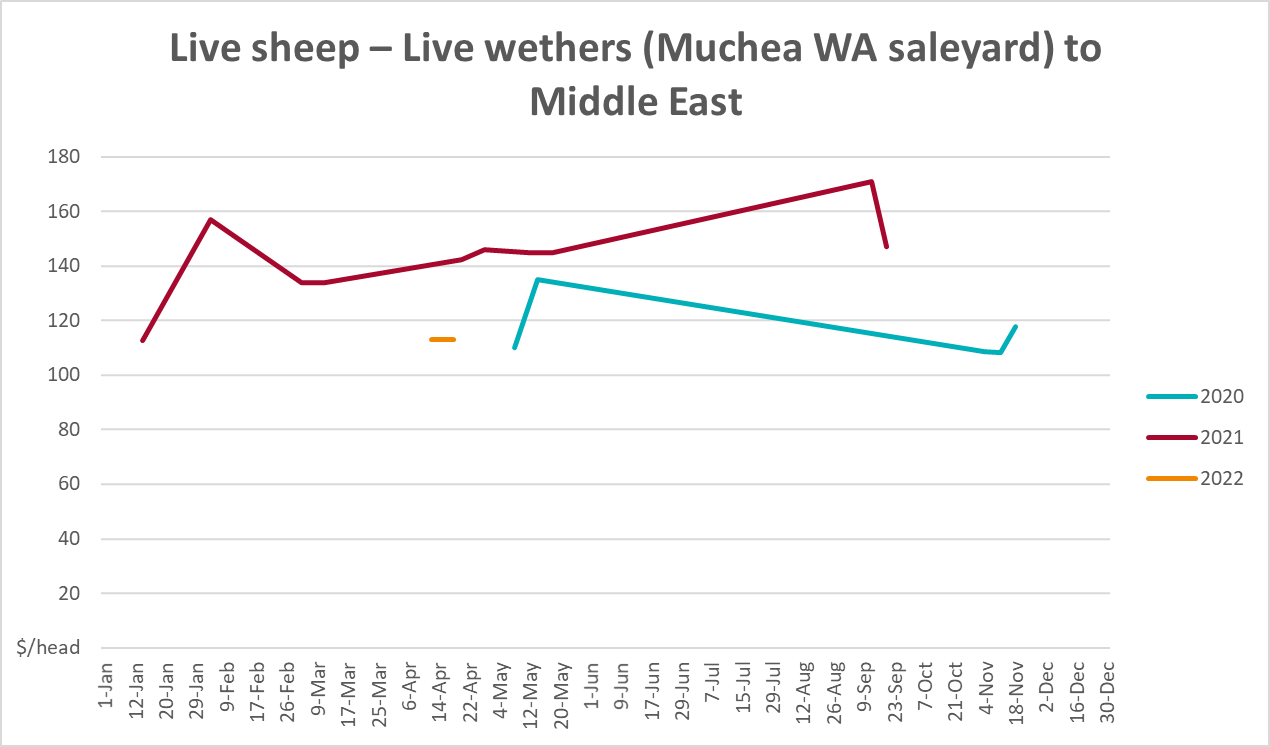 Live sheep – Live wethers (Muchea WA saleyard) to
Middle East
180
160
140
120
100
80
60
40
20
$/head
1-Jan
12-Jan
20-Jan
29-Jan
9-Feb
17-Feb
26-Feb
9-Mar
17-Mar
25-Mar
6-Apr
14-Apr
22-Apr
4-May
12-May
20-May
1-Jun
9-Jun
17-Jun
29-Jun
7-Jul
15-Jul
29-Jul
12-Aug
26-Aug
9-Sep
23-Sep
7-Oct
21-Oct
4-Nov
18-Nov
2-Dec
16-Dec
30-Dec
2020
2021
2022